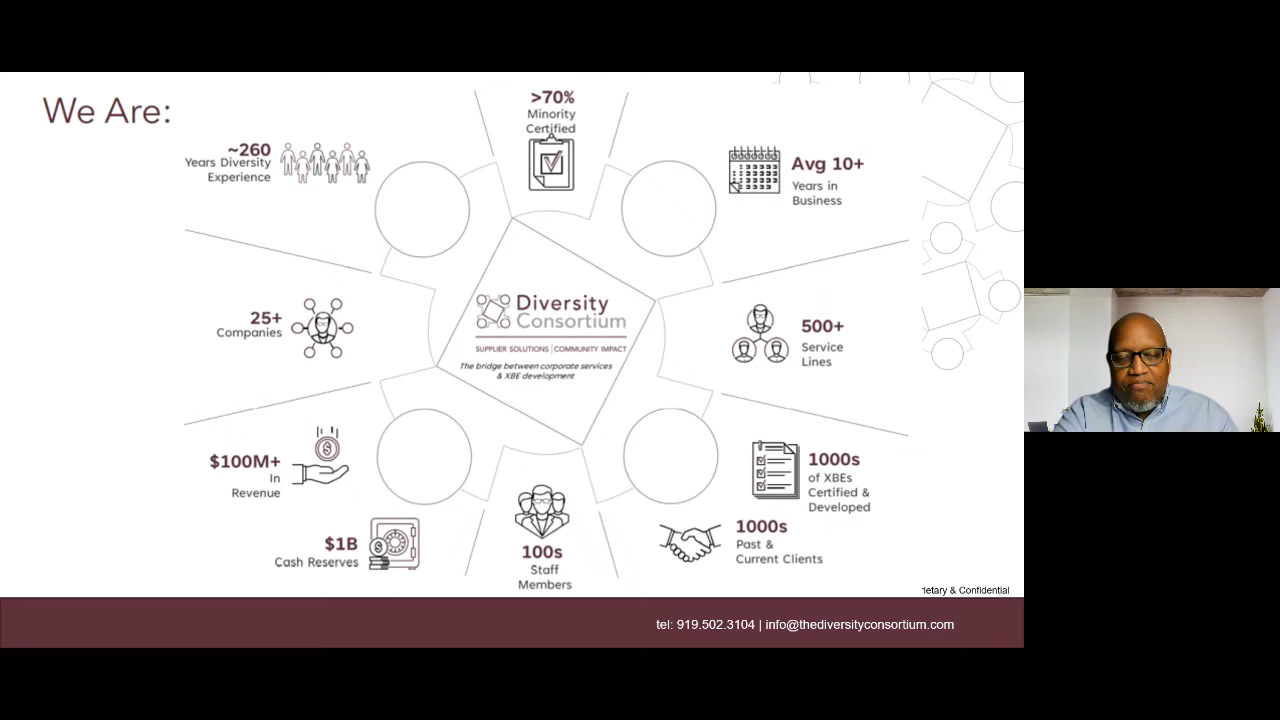 We Are:
>70%
Minority
Certified
~260
Years Diversity
Experience
Avg 10+
Years in
Business
25+
Companies
Diversity
Consortium
SUPPLIER SOLUTIONS | COMMUNITY IMPACT
The bridge between corporate services
& XBE development
500+
Service
Lines
$100M+
In
Revenue
1000s
of XBEs
Certified &
Developed
$1B
Cash Reserves
100s
Staff
Members
1000s
Past &
Current Clients
rietary & Confidential
tel: 919.502.3104 | info@thediversityconsortium.com